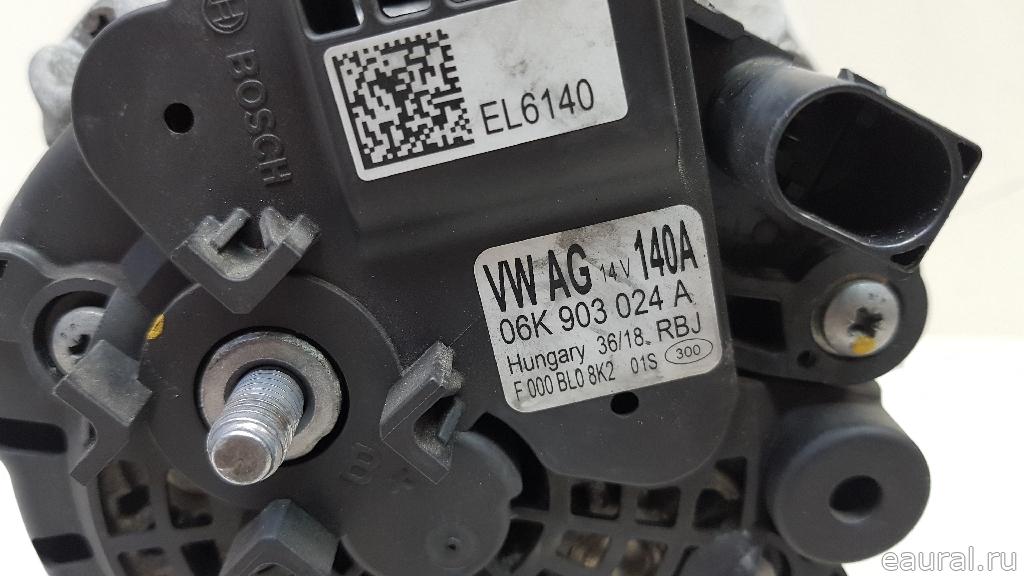 BOSCH
EL6140
VW AG 14V 140A
06K 903 024 A
Hungary 36/18 RBJ
F 000 BL0 8K2 01S 300
B+
eaural.ru